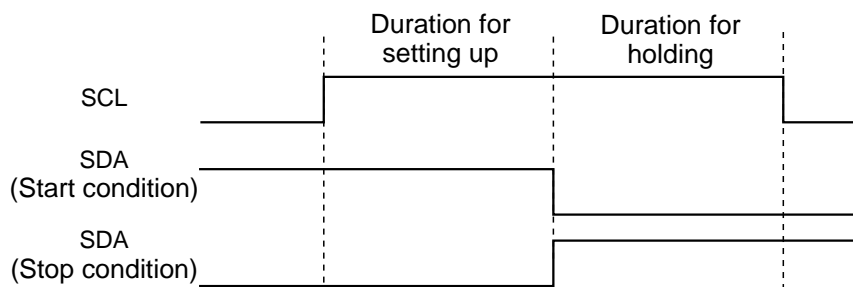 Duration for
setting up
Duration for
holding
SCL
SDA
(Start condition)
SDA
(Stop condition)